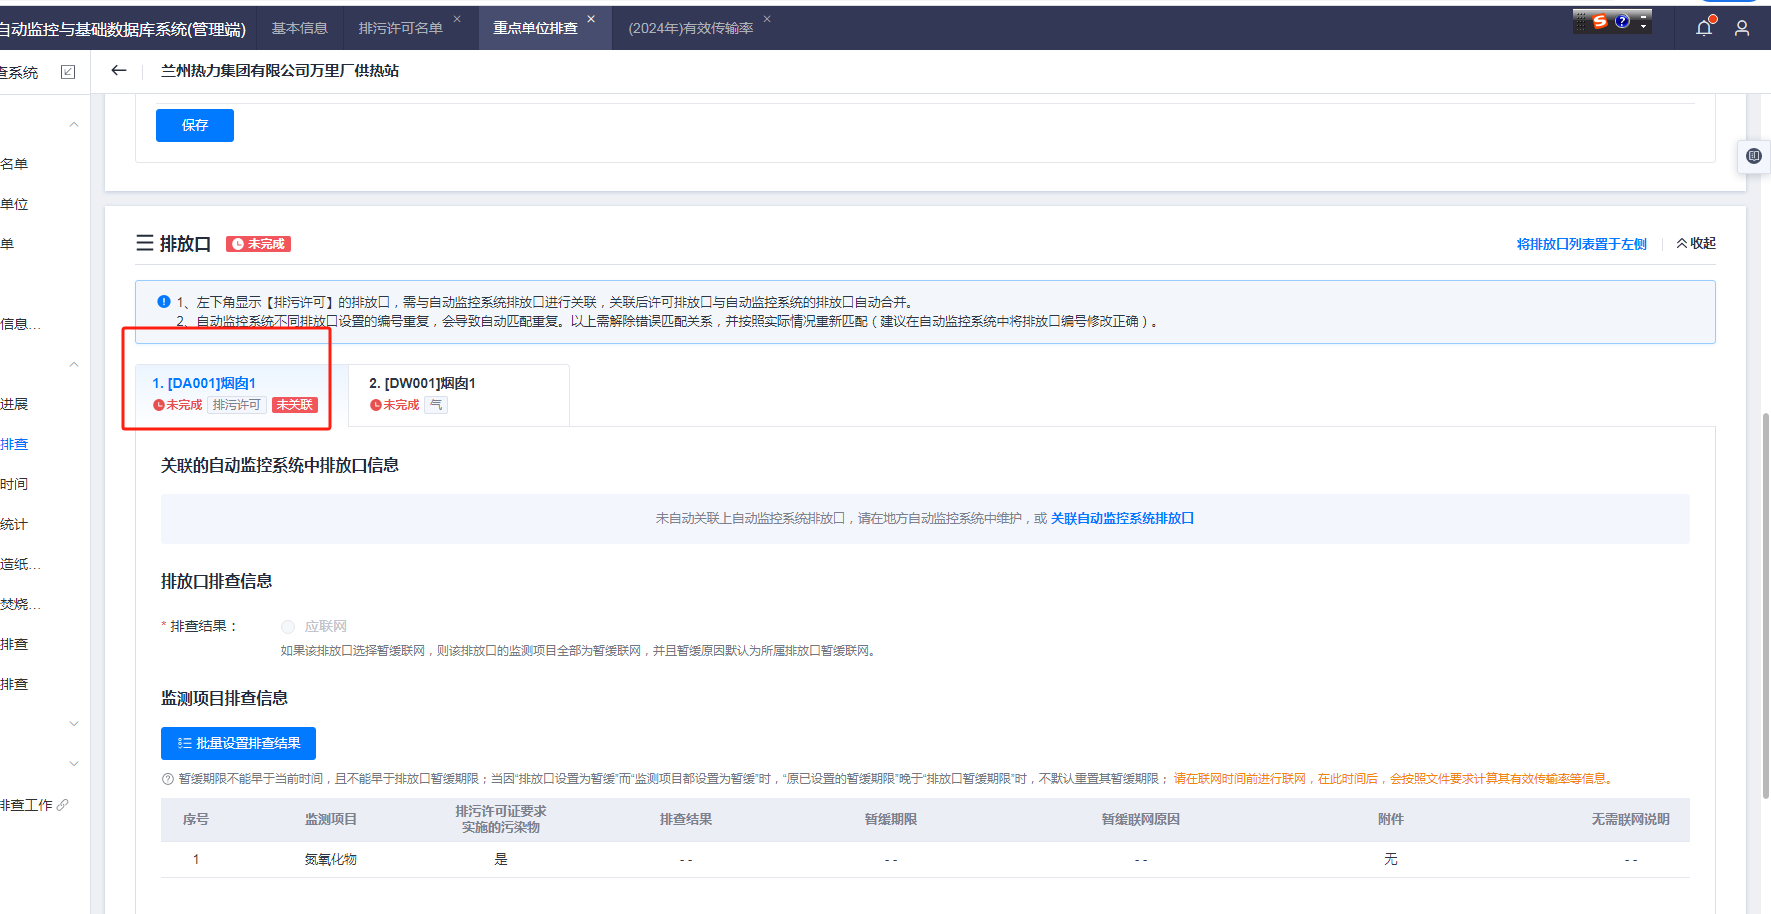 自动监控与基础数据库系统(管理端)
基本信息
排污许可名单
重点单位排查
(2024年)有效传输率
查系统
兰州热力集团有限公司万里厂供热站
名单
单位
单
信息...
进展
排查
时间
统计
造纸...
焚烧...
排查
排查
排查工作
保存
排放口
未完成
将排放口列表置于左侧
收起
1、左下角显示【排污许可】的排放口，需与自动监控系统排放口进行关联，关联后许可排放口与自动监控系统的排放口自动合并。
2、自动监控系统不同排放口设置的编号重复，会导致自动匹配重复。以上需解除错误匹配关系，并按照实际情况重新匹配（建议在自动监控系统中将排放口编号修改正确）。
1. [DA001]烟囱1
未完成 排污许可 未关联
2. [DW001]烟囱1
未完成 气
关联的自动监控系统中排放口信息
未自动关联上自动监控系统排放口，请在地方自动监控系统中维护，或 关联自动监控系统排放口
排放口排查信息
* 排查结果：
应联网
如果该排放口选择暂缓联网，则该排放口的监测项目全部为暂缓联网，并且暂缓原因默认为所属排放口暂缓联网。
监测项目排查信息
批量设置排查结果
暂缓期限不能早于当前时间，且不能早于排放口暂缓期限；当因“排放口设置为暂缓”而“监测项目都设置为暂缓”时，“原已设置的暂缓期限”晚于“排放口暂缓期限”时，不默认重置其暂缓期限； 请在联网时间前进行联网，在此时间后，会按照文件要求计算其有效传输率等信息。
序号
监测项目
排污许可证要求
实施的污染物
排查结果
暂缓期限
暂缓联网原因
附件
无需联网说明
1
氮氧化物
是
--
--
--
无
--